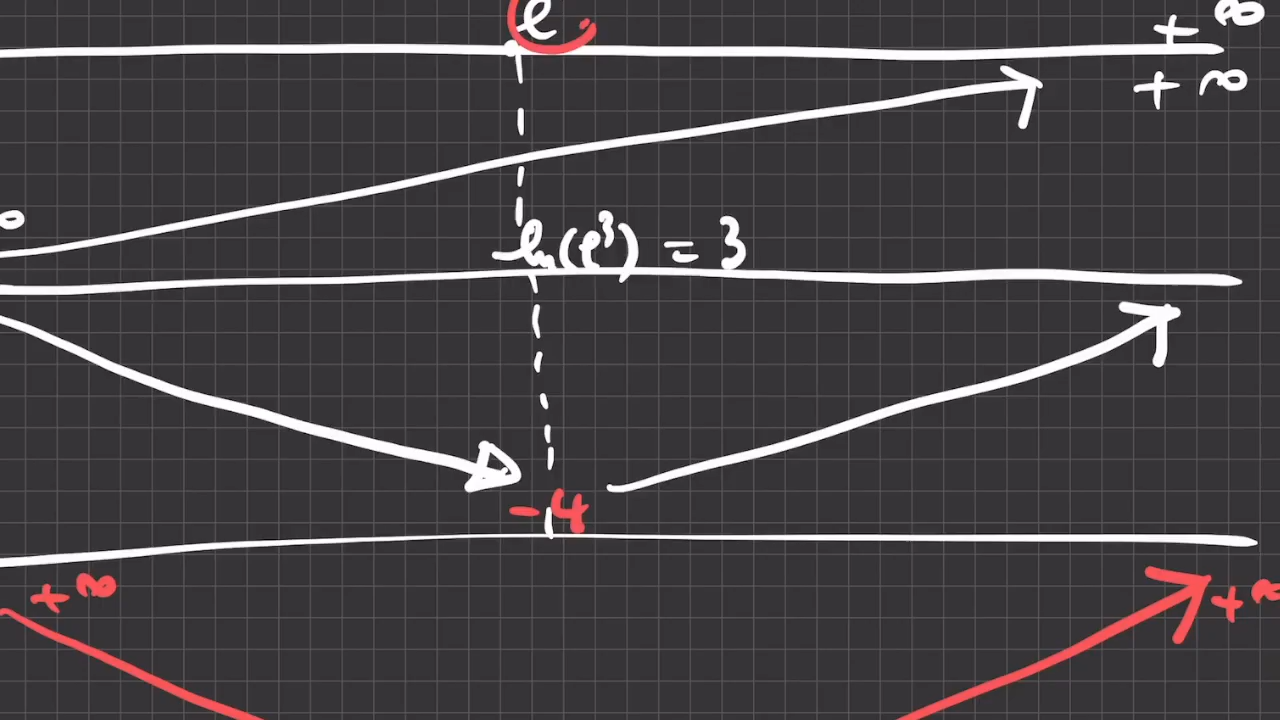 e
+∞
+∞
ln(e³) = 3
-4
+∞
+∞